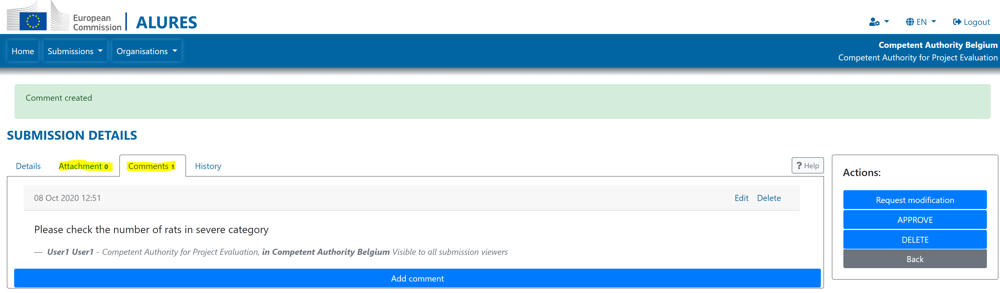 European
Commission
ALURES
EN
Logout
Home
Submissions
Organisations
Competent Authority Belgium
Competent Authority for Project Evaluation
Comment created
SUBMISSION DETAILS
Details
Attachment 0
Comments 1
History
? Help
Actions:
08 Oct 2020 12:51
Edit
Delete
Request modification
APPROVE
Please check the number of rats in severe category
DELETE
— User1 User1 - Competent Authority for Project Evaluation, in Competent Authority Belgium Visible to all submission viewers
Back
Add comment